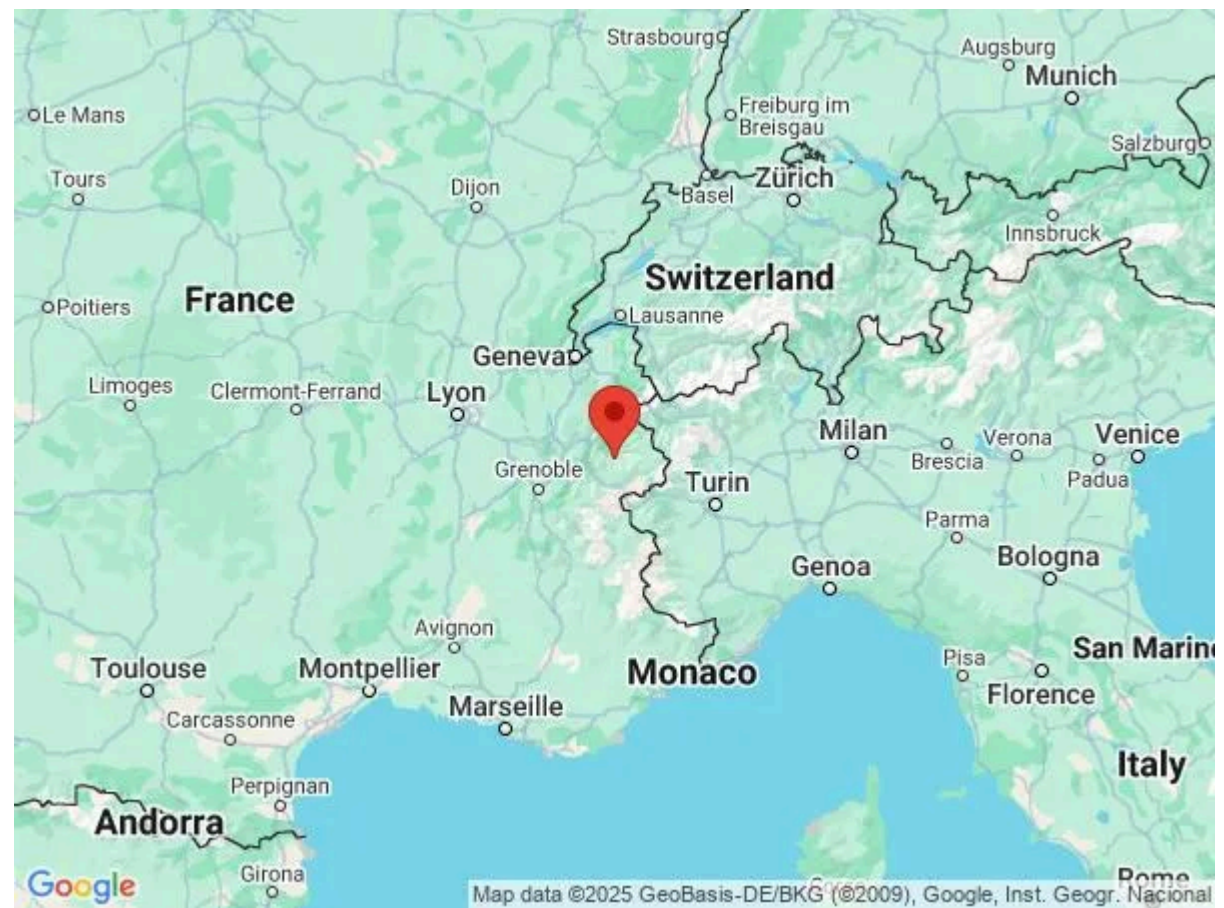 Strasbourg
Augsburg
Munich
Le Mans
Freiburg im
Breisgau
Salzburg
Tours
Dijon
Basel
Zürich
Innsbruck
Switzerland
France
Poitiers
Lausanne
Geneva
Limoges
Clermont-Ferrand
Lyon
Milan
Verona
Venice
Brescia
Padua
Grenoble
Turin
Parma
Bologna
Genoa
Avignon
San Marino
Pisa
Toulouse
Montpellier
Monaco
Florence
Marseille
Carcassonne
Italy
Perpignan
Andorra
Girona
Rome
Google
Map data ©2025 GeoBasis-DE/BKG (©2009), Google, Inst. Geogr. Nacional